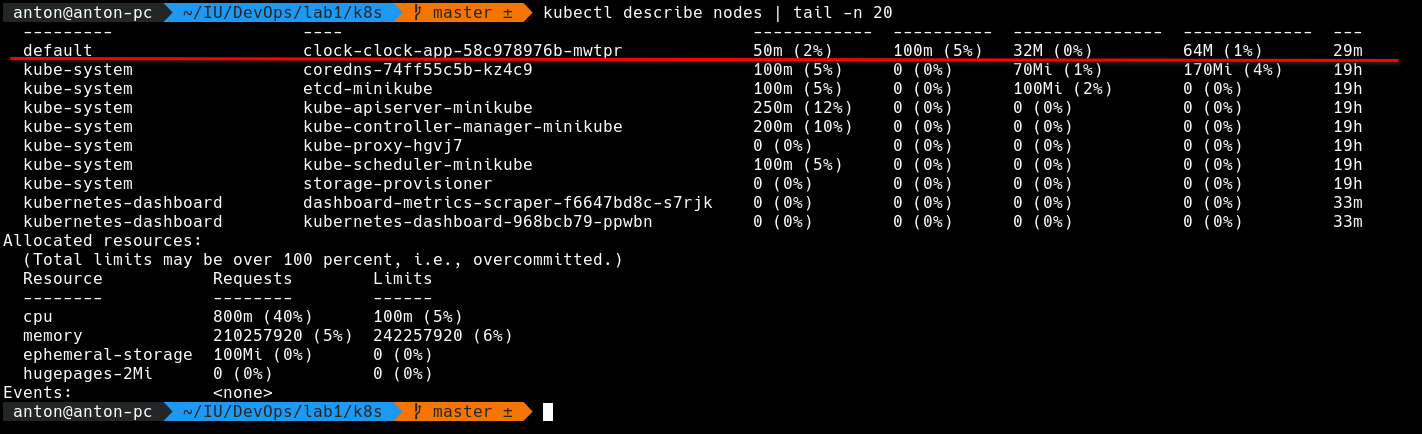 anton@anton-pc ~/IU/DevOps/lab1/k8s master ± kubectl describe nodes | tail -n 20
  ---------                   ----                                         ------------  ----------  ---------------  -------------  ---
  default                     clock-clock-app-58c978976b-mwtpr             50m (2%)      100m (5%)   32M (0%)         64M (1%)       29m
  kube-system                 coredns-74ff55c5b-kz4c9                      100m (5%)     0 (0%)      70Mi (1%)        170Mi (4%)     19h
  kube-system                 etcd-minikube                                100m (5%)     0 (0%)      100Mi (2%)       0 (0%)         19h
  kube-system                 kube-apiserver-minikube                      250m (12%)    0 (0%)      0 (0%)           0 (0%)         19h
  kube-system                 kube-controller-manager-minikube             200m (10%)    0 (0%)      0 (0%)           0 (0%)         19h
  kube-system                 kube-proxy-hgvj7                             0 (0%)        0 (0%)      0 (0%)           0 (0%)         19h
  kube-system                 kube-scheduler-minikube                      100m (5%)     0 (0%)      0 (0%)           0 (0%)         19h
  kube-system                 storage-provisioner                          0 (0%)        0 (0%)      0 (0%)           0 (0%)         19h
  kubernetes-dashboard        dashboard-metrics-scraper-f6647bd8c-s7rjk    0 (0%)        0 (0%)      0 (0%)           0 (0%)         33m
  kubernetes-dashboard        kubernetes-dashboard-968bcb79-ppwbn          0 (0%)        0 (0%)      0 (0%)           0 (0%)         33m
Allocated resources:
  (Total limits may be over 100 percent, i.e., overcommitted.)
  Resource           Requests        Limits
  --------           --------        ------
  cpu                800m (40%)      100m (5%)
  memory             210257920 (5%)  242257920 (6%)
  ephemeral-storage  100Mi (0%)      0 (0%)
  hugepages-2Mi      0 (0%)          0 (0%)
Events:              <none>
anton@anton-pc ~/IU/DevOps/lab1/k8s master ±